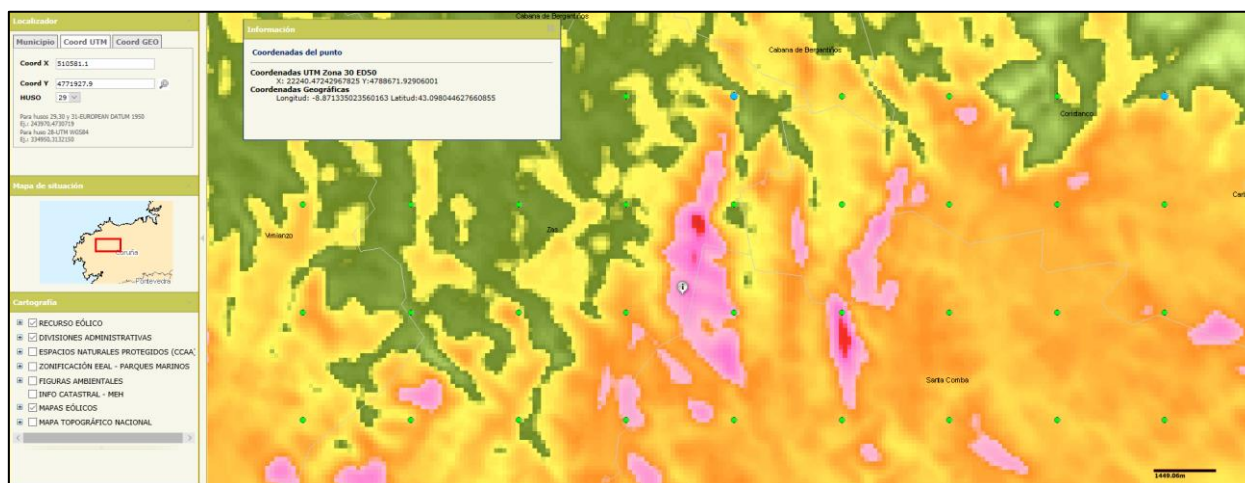 Localizador
Municipio Coord UTM Coord GEO
Coord X 510581.1
Coord Y 4771927.9
HUSO 29
Para husos 29,30 y 31-EUROPEAN DATUM 1950
Ej.: 243970,4730719
Para huso 28-UTM WGS84
Ej.: 334950,3132150
Mapa de situación
Coruña
Pontevedra
Cartografía
RECURSO EÓLICO
DIVISIONES ADMINISTRATIVAS
ESPACIOS NATURALES PROTEGIDOS (CCAA)
ZONIFICACIÓN EEAL - PARQUES MARINOS
FIGURAS AMBIENTALES
INFO CATASTRAL - MEH
MAPAS EÓLICOS
MAPA TOPOGRÁFICO NACIONAL
Información
Coordenadas del punto
Coordenadas UTM Zona 30 ED50
X: 22240.47242967825 Y:4788671.92906001
Coordenadas Geográficas
Longitud: -8.871335023560163 Latitud:43.098044627660855
Cabana de Bergantiños
Cabana de Bergantiños
Coristanco
Vimianzo
Zas
Santa Comba
1449.06m